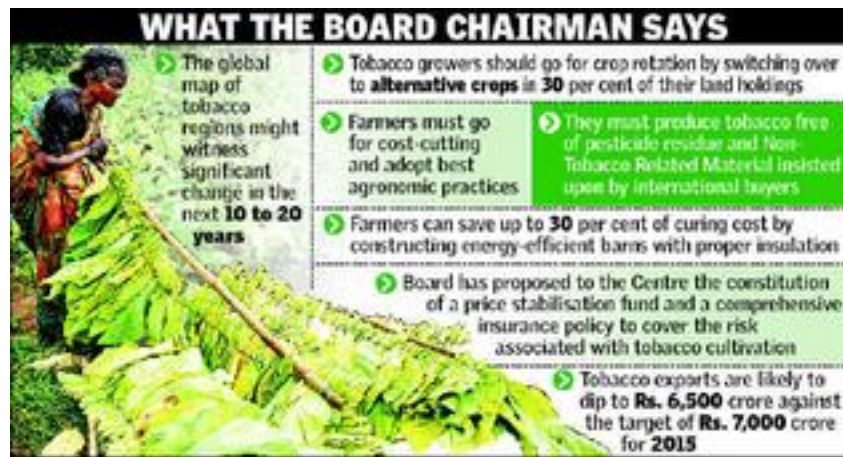 WHAT THE BOARD CHAIRMAN SAYS
The global
map of
tobacco
regions might
witness
significant
change in the
next 10 to 20
years
Tobacco growers should go for crop rotation by switching over
to alternative crops in 30 per cent of their land holdings
Farmers must go
for cost-cutting
and adopt best
agronomic practices
They must produce tobacco free
of pesticide residue and Non-
Tobacco Related Material insisted
upon by international buyers
Farmers can save up to 30 per cent of curing cost by
constructing energy-efficient barns with proper insulation
Board has proposed to the Centre the constitution
of a price stabilisation fund and a comprehensive
insurance policy to cover the risk
associated with tobacco cultivation
Tobacco exports are likely to
dip to Rs. 6,500 crore against
the target of Rs. 7,000 crore
for 2015